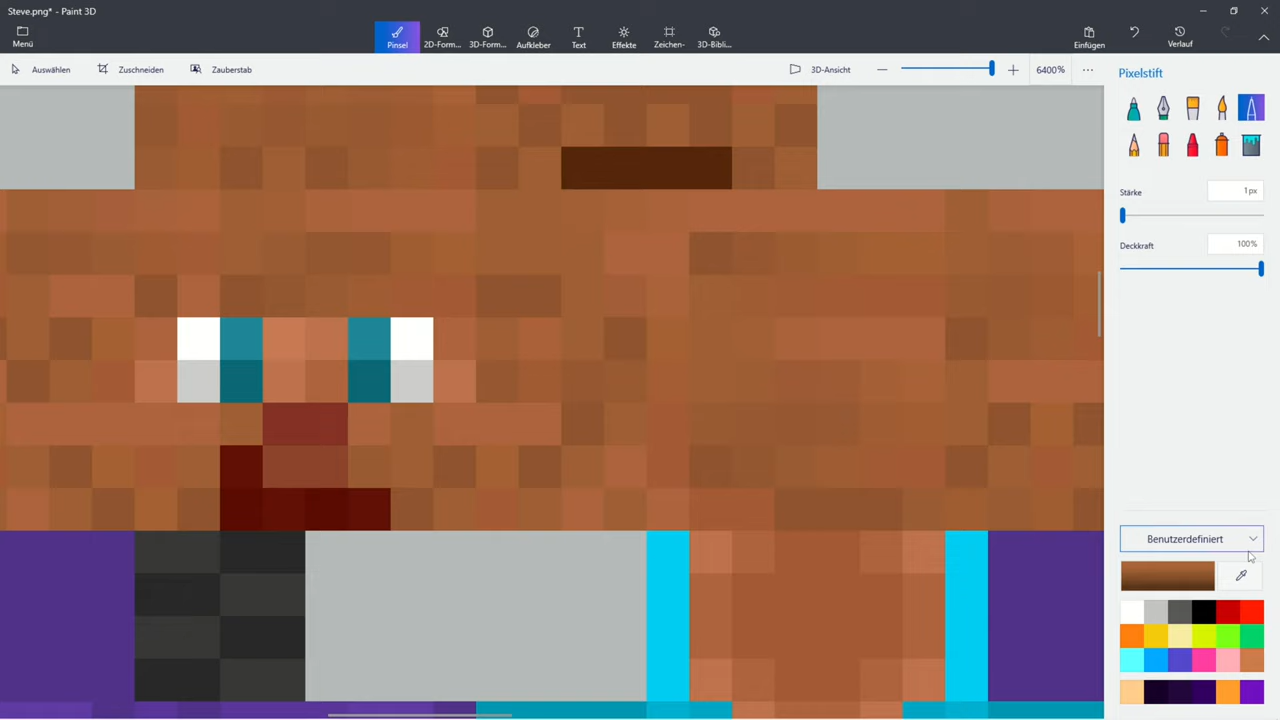 Steve.png* - Paint 3D
Menü
Pinsel
2D-Form...
3D-Form...
Aufkleber
Text
Effekte
Zeichen-
3D-Bibli...
Einfügen
Verlauf
Auswählen
Zuschneiden
Zauberstab
3D-Ansicht
6400%
Pixelstift
Stärke
1px
Deckkraft
100%
Benutzerdefiniert